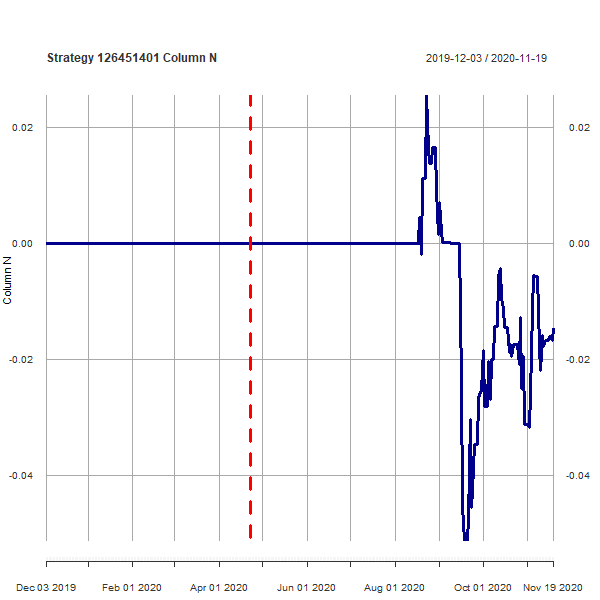 Strategy 126451401 Column N
2019-12-03 / 2020-11-19
0.02
0.02
0.00
0.00
Column N
-0.02
-0.02
-0.04
-0.04
Dec 03 2019
Feb 01 2020
Apr 01 2020
Jun 01 2020
Aug 01 2020
Oct 01 2020
Nov 19 2020